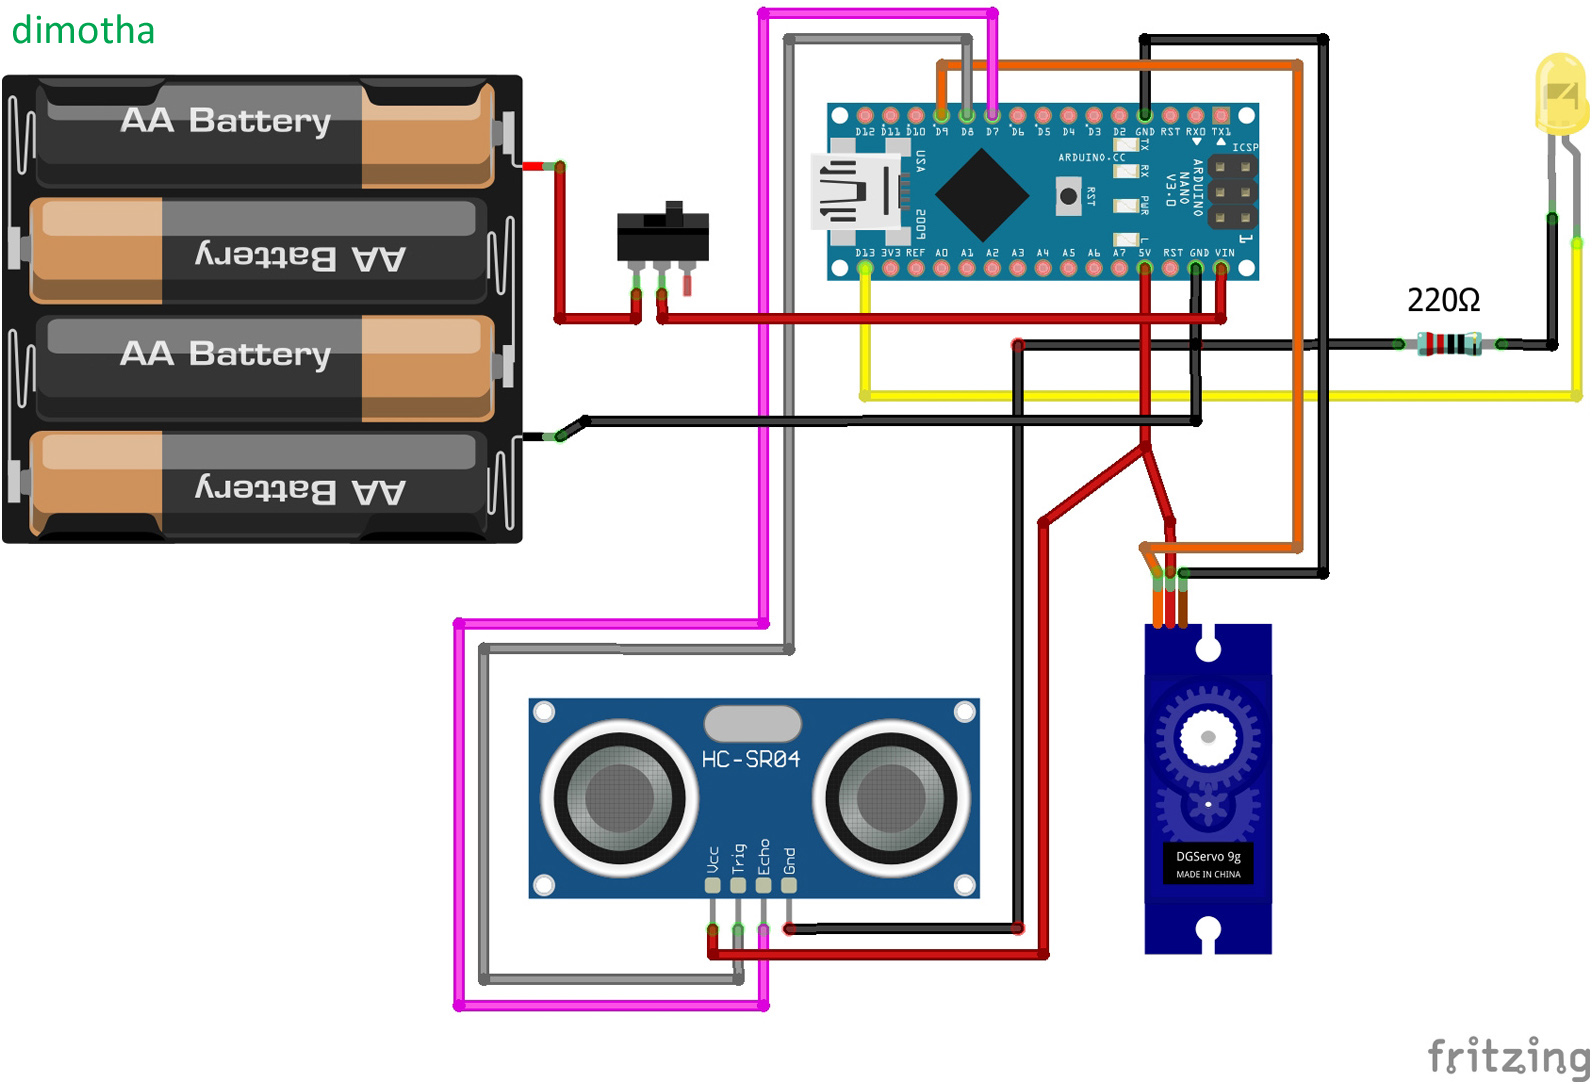 dimotha
AA Battery
AA Battery
AA Battery
AA Battery
D12 D11 D10 D9 D8 D7 D6 D5 D4 D3 D2 GND RST RX0 TX1
USA
ARDUINO.CC
TX
RX
PWR
L
RST
ARDUINO
NANO
V3.0
ICSP
1
D13 3V3 REF A0 A1 A2 A3 A4 A5 A6 A7 5V RST GND VIN
220Ω
HC-SR04
Vcc
Trig
Echo
Gnd
DGServo 9g
MADE IN CHINA
fritzing